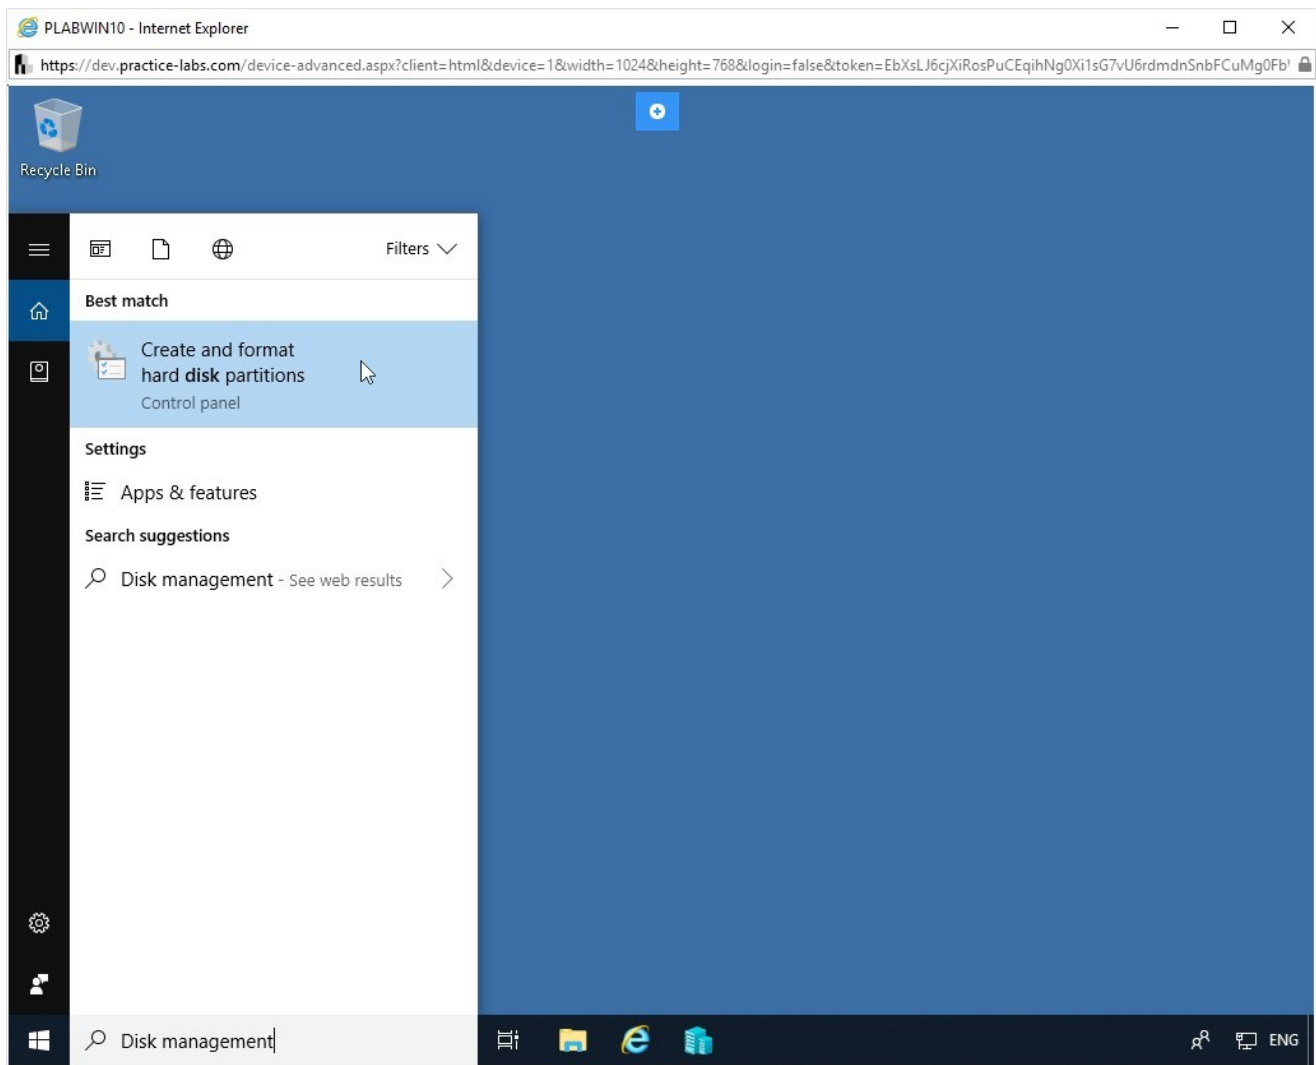 PLABWIN10 - Internet Explorer
https://dev.practice-labs.com/device-advanced.aspx?client=html&device=1&width=1024&height=768&login=false&token=EbXsLJ6cjXiRosPuCEqihNg0Xi1sG7vU6rdmdnSnbFCuMg0Fb
Recycle Bin
Filters
Best match
Create and format
hard disk partitions
Control panel
Settings
Apps & features
Search suggestions
Disk management - See web results
Disk management
ENG